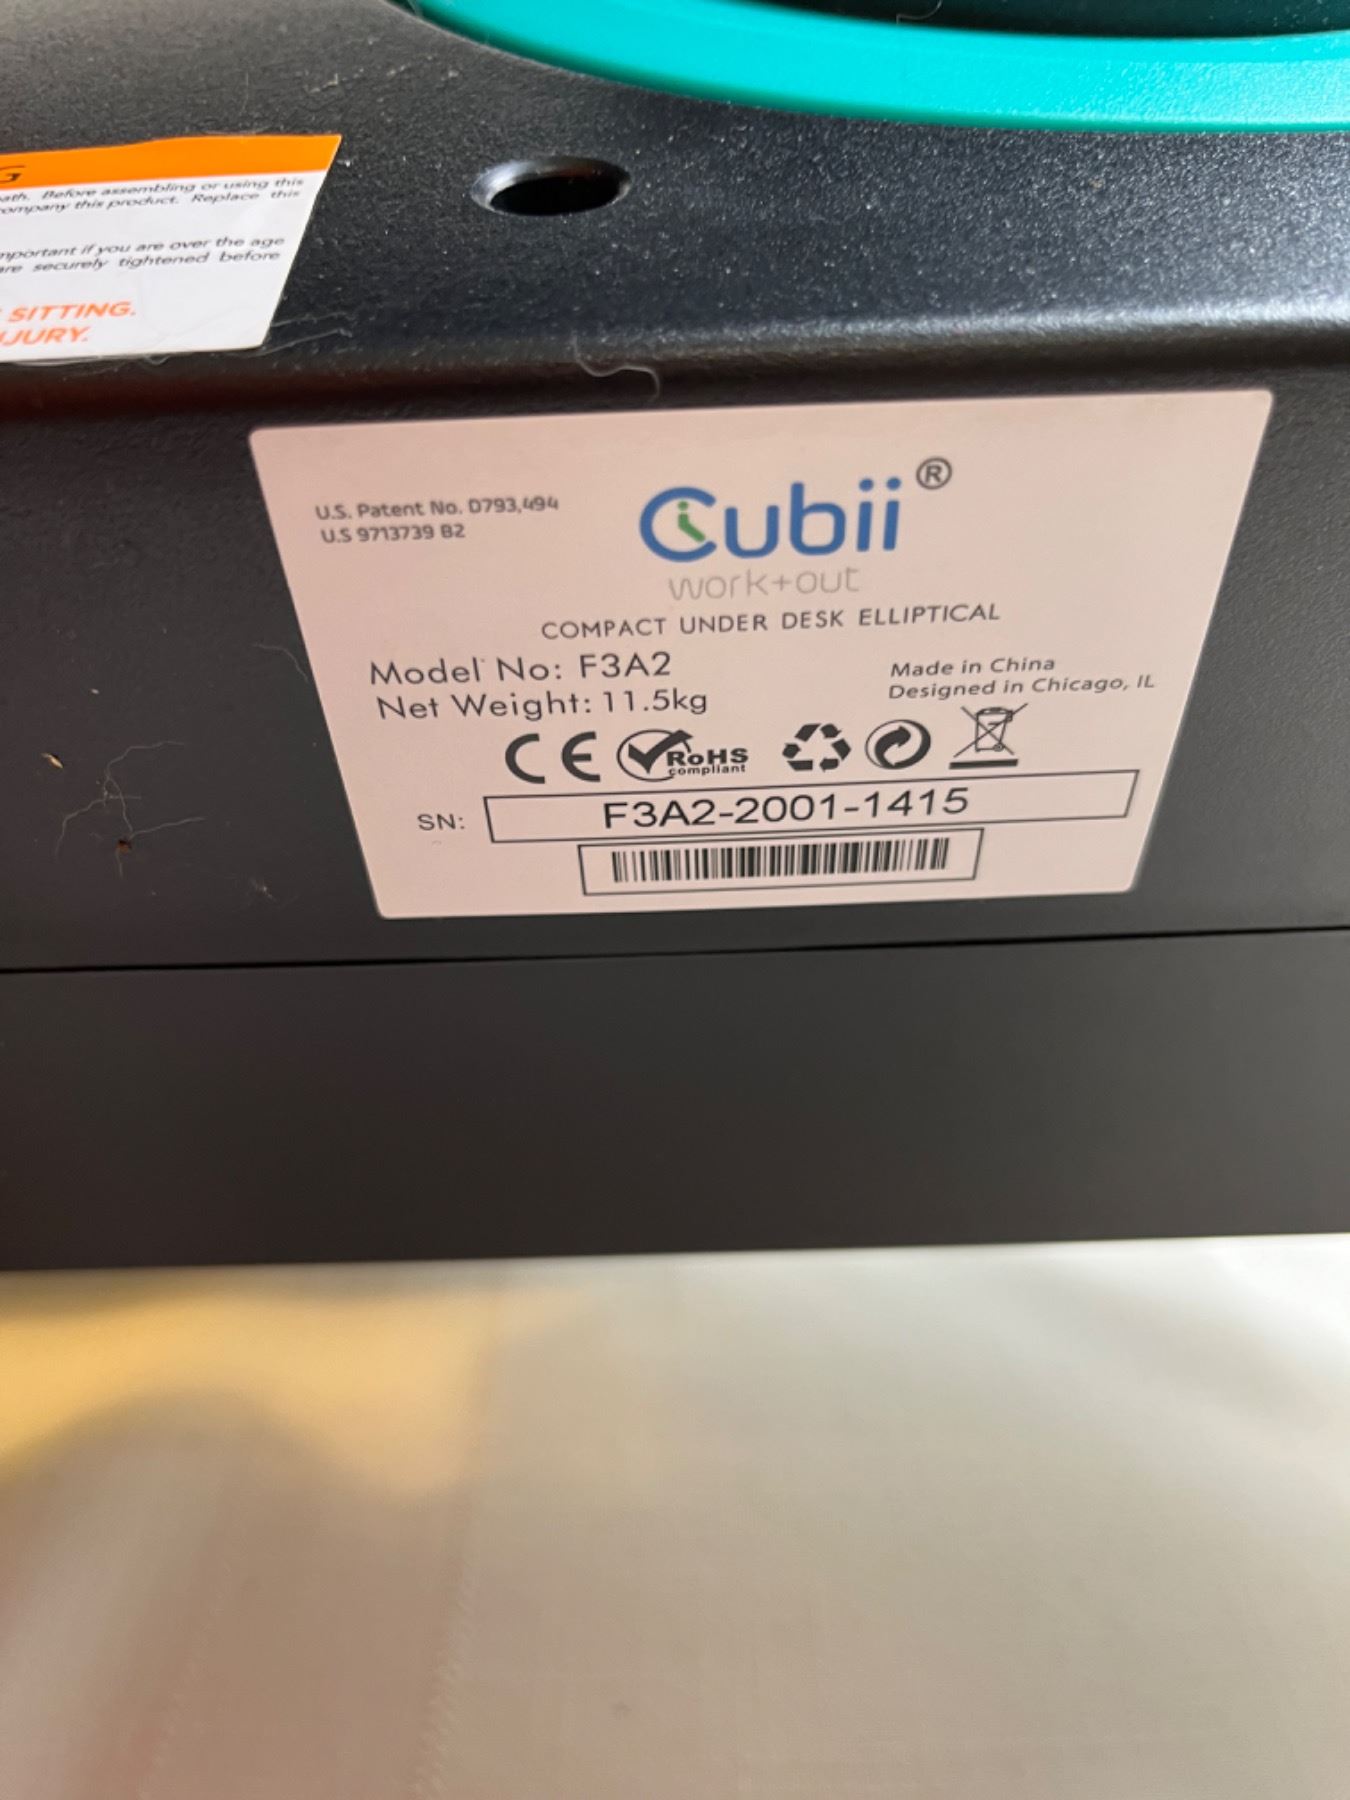 G
ath. Before assembling or using this
ompany this product. Replace this
mportant if you are over the age
are securely tightened before
SITTING.
JURY.
U.S. Patent No. D793,494
U.S 9713739 B2
Cubii®
work+out
COMPACT UNDER DESK ELLIPTICAL
Model No: F3A2
Net Weight: 11.5kg
Made in China
Designed in Chicago, IL
CE RoHS
compliant
SN: F3A2-2001-1415